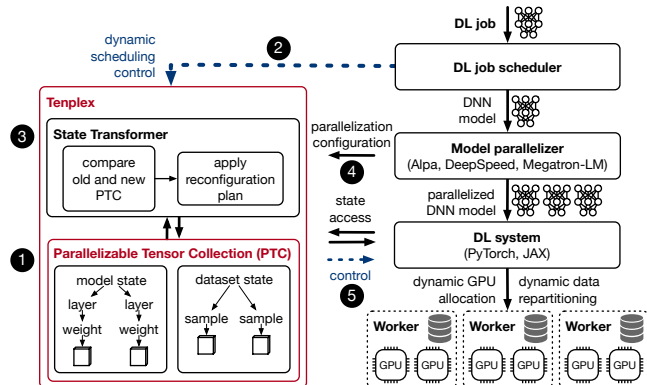 DL job
2
dynamic
scheduling
control
DL job scheduler
Tenplex
DNN
model
3
State Transformer
compare
old and new
PTC
apply
reconfiguration
plan
parallelization
configuration
4
Model parallelizer
(Alpa, DeepSpeed, Megatron-LM)
parallelized
DNN model
state
access
1
Parallelizable Tensor Collection (PTC)
model state
layer layer
weight weight
dataset state
sample sample
control
5
DL system
(PyTorch, JAX)
dynamic GPU
allocation
dynamic data
repartitioning
Worker Worker Worker
GPU GPU GPU GPU GPU GPU